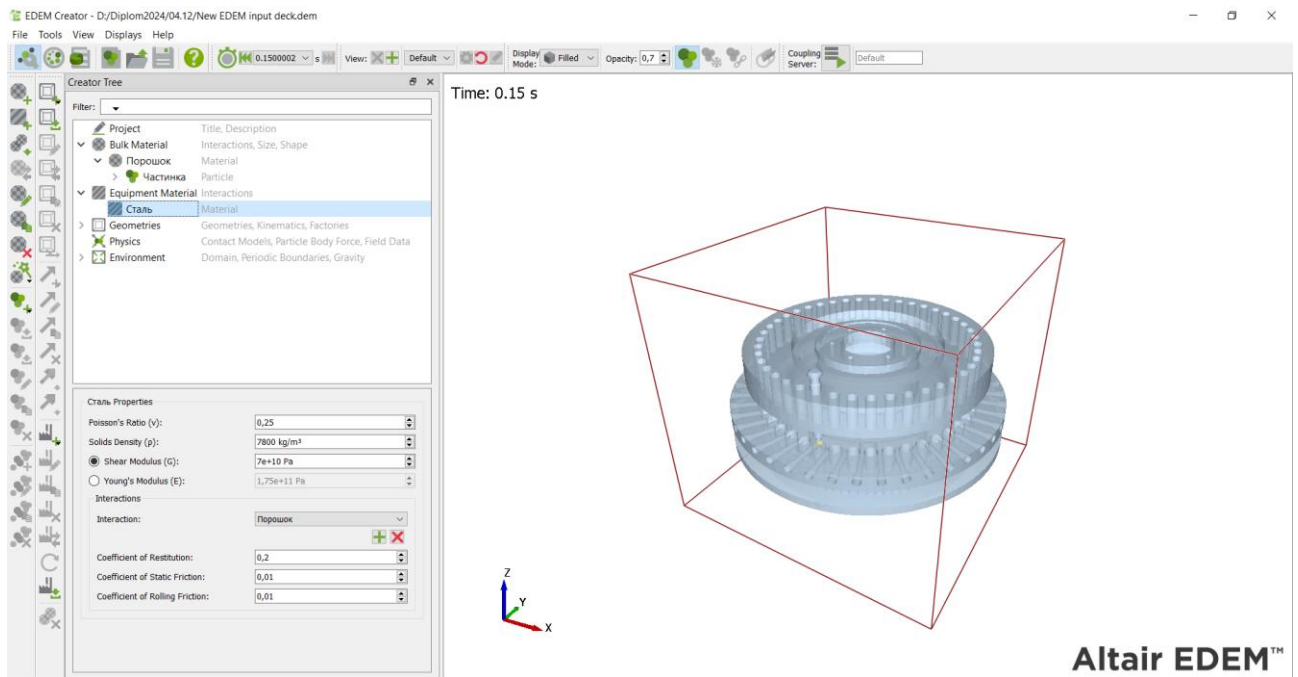 EDEM Creator - D:/Diplom2024/04.12/New EDEM input deck.dem
File Tools View Displays Help
0.1500002 s View: Default Display Mode: Filled Opacity: 0,7 Coupling Server: Default
Creator Tree
Filter:
Project Title, Description
Bulk Material Interactions, Size, Shape
Порошок Material
Частинка Particle
Equipment Material Interactions
Сталь Material
Geometries Geometries, Kinematics, Factories
Physics Contact Models, Particle Body Force, Field Data
Environment Domain, Periodic Boundaries, Gravity
Сталь Properties
Poisson's Ratio (ν): 0,25
Solids Density (ρ): 7800 kg/m³
Shear Modulus (G): 7e+10 Pa
Young's Modulus (E): 1,75e+11 Pa
Interactions
Interaction: Порошок
Coefficient of Restitution: 0,2
Coefficient of Static Friction: 0,01
Coefficient of Rolling Friction: 0,01
Time: 0.15 s
Z
Y
X
Altair EDEM™